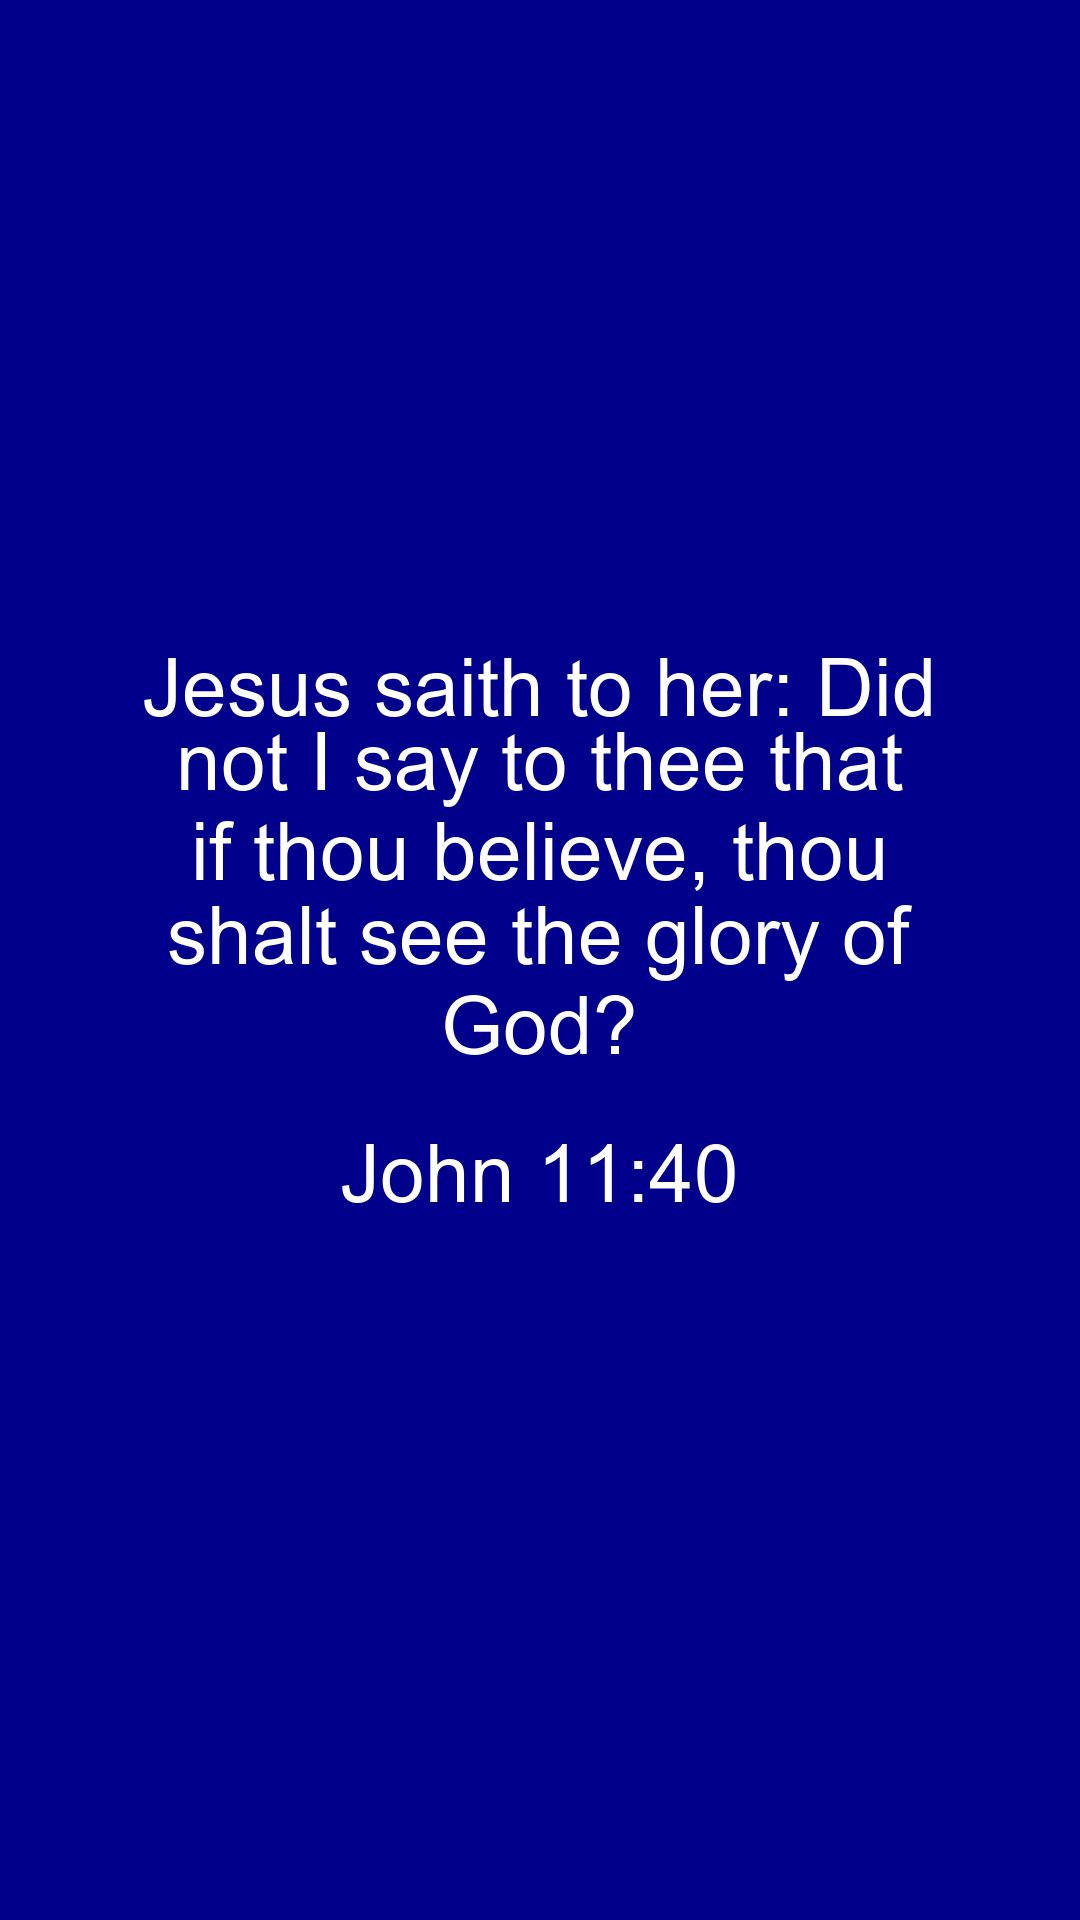 Jesus saith to her: Did
not I say to thee that
if thou believe, thou
shalt see the glory of
God?
John 11:40